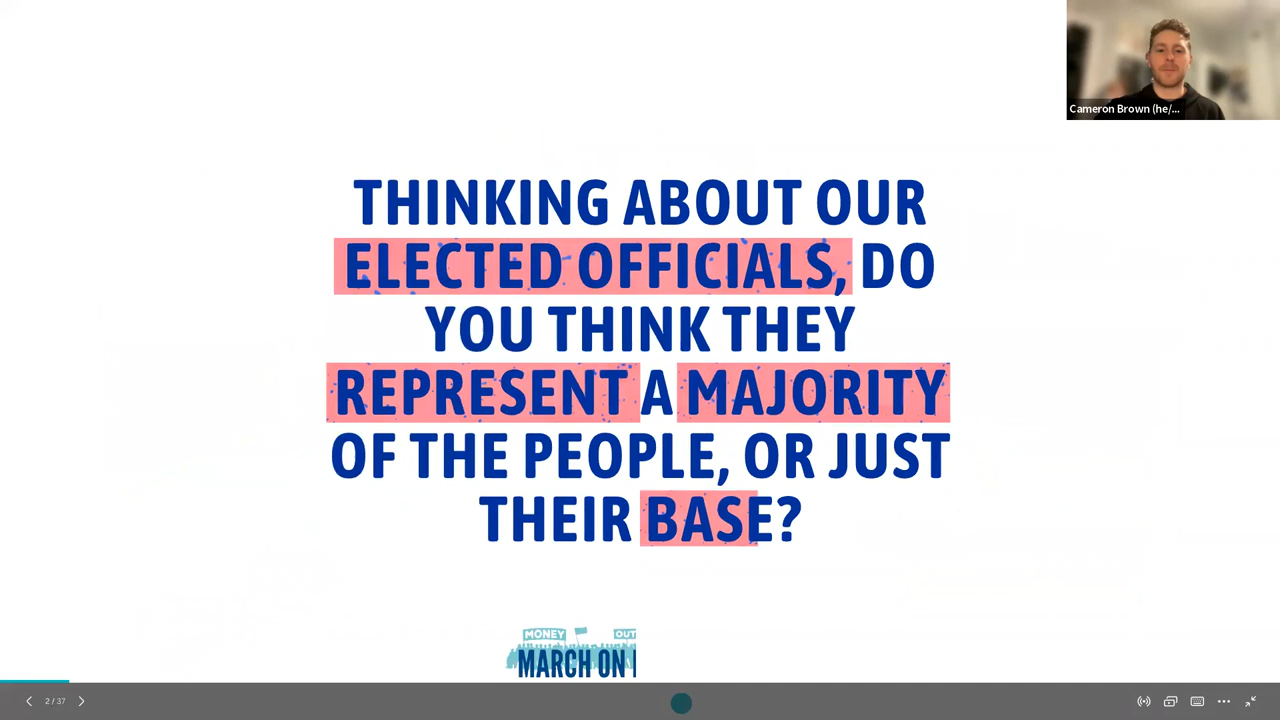 Cameron Brown (he/...
THINKING ABOUT OUR
ELECTED OFFICIALS, DO
YOU THINK THEY
REPRESENT A MAJORITY
OF THE PEOPLE, OR JUST
THEIR BASE?
MONEY OUT
MARCH ON
2 / 37